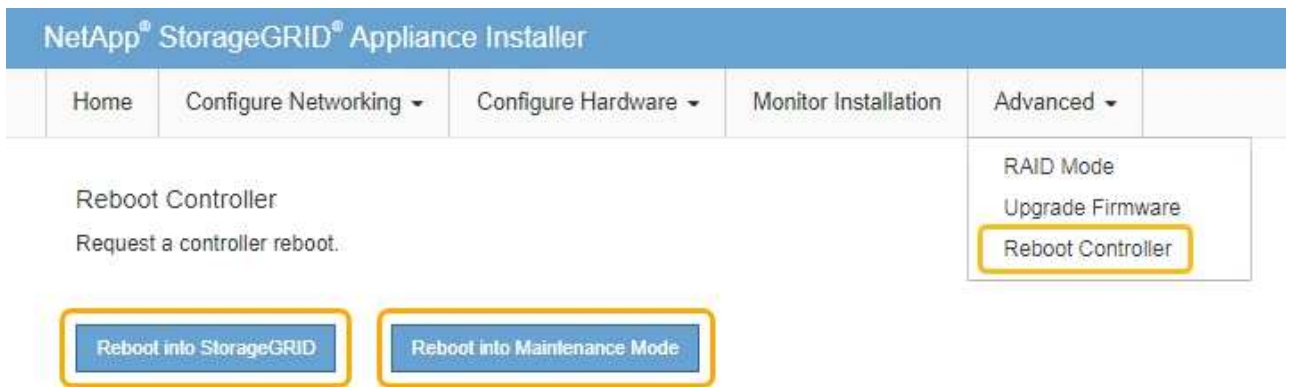 NetApp® StorageGRID® Appliance Installer
Home Configure Networking Configure Hardware Monitor Installation Advanced
RAID Mode
Upgrade Firmware
Reboot Controller
Reboot Controller
Request a controller reboot.
Reboot into StorageGRID Reboot into Maintenance Mode